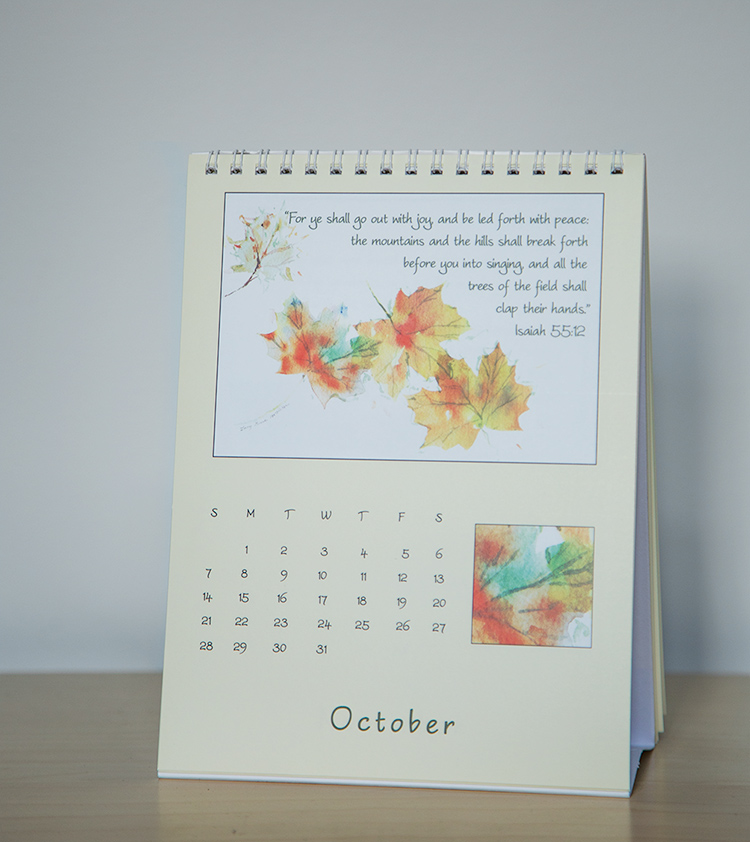 "For ye shall go out with joy, and be led forth with peace:
the mountains and the hills shall break forth
before you into singing, and all the
trees of the field shall
clap their hands."
Isaiah 55:12
S M T W T F S
1 2 3 4 5 6
7 8 9 10 11 12 13
14 15 16 17 18 19 20
21 22 23 24 25 26 27
28 29 30 31
October